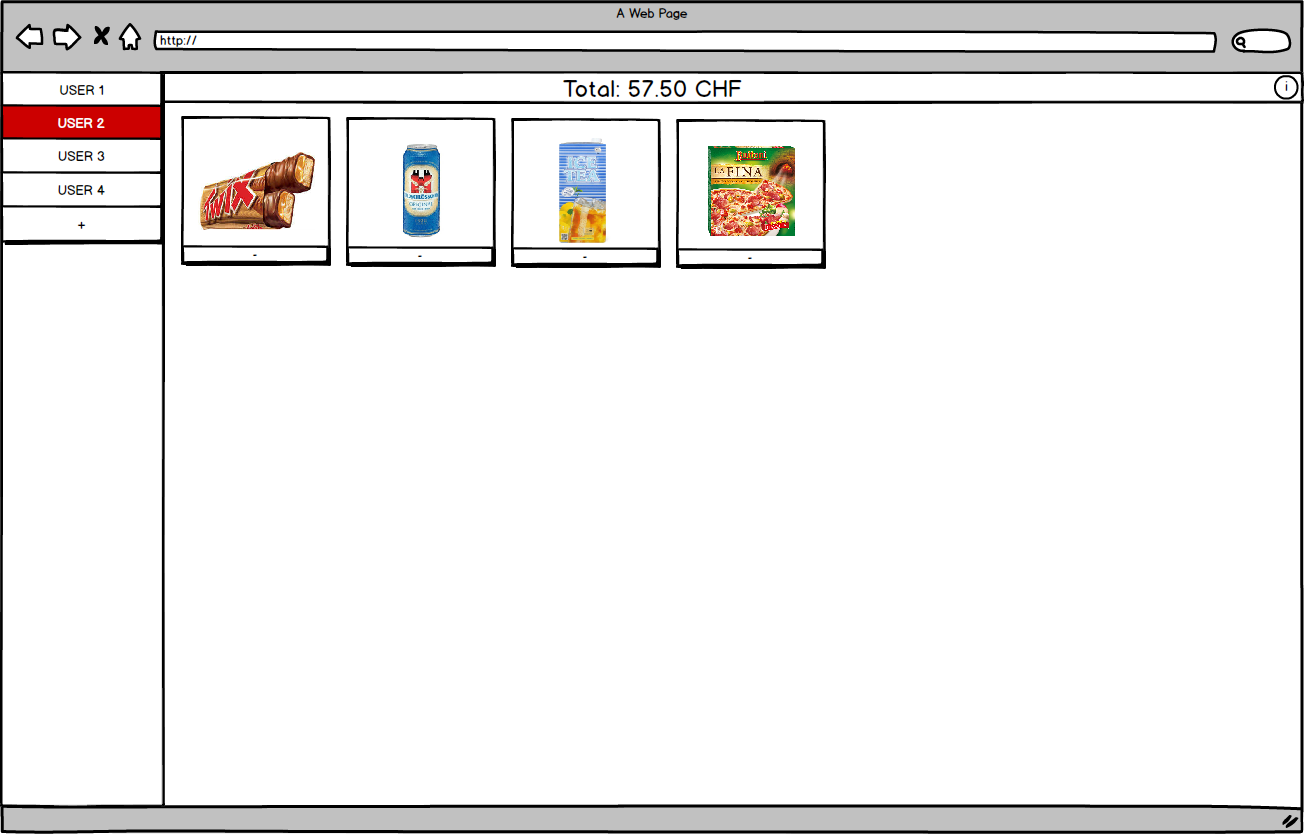 A Web Page
http://
Total: 57.50 CHF
i
USER 1
USER 2
USER 3
USER 4
+
TWIX
ORIGINAL
ICE
TEA
LA FINA
-
-
-
-